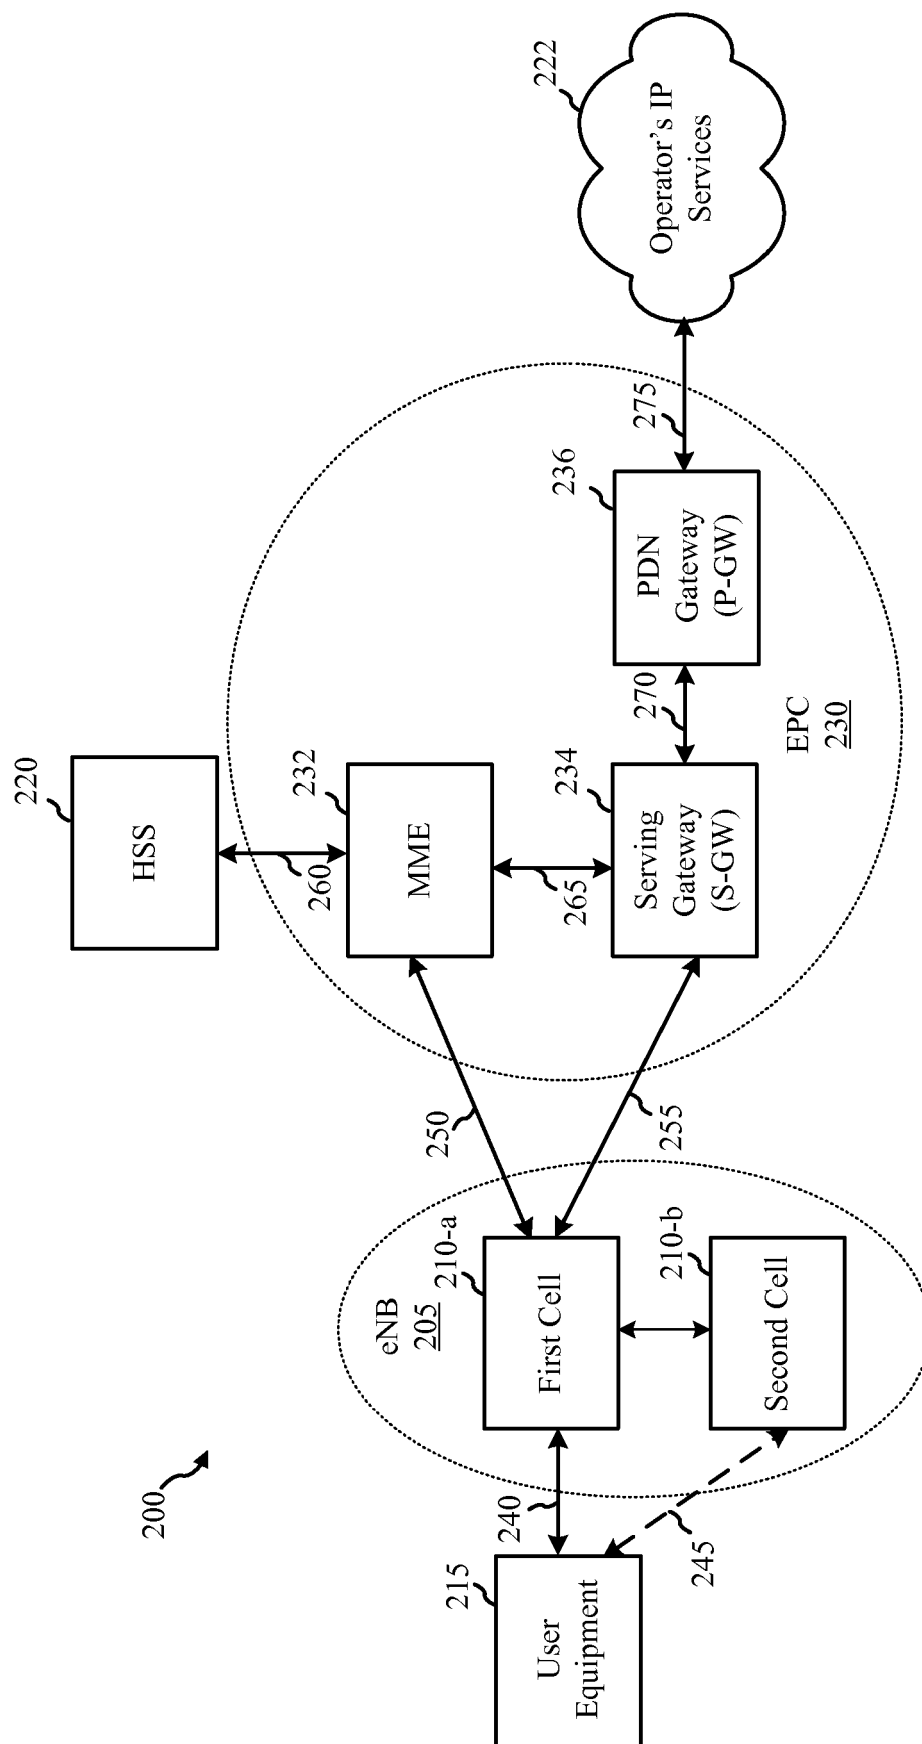 200
220
HSS
260
232
MME
265
234
Serving
Gateway
(S-GW)
270
236
PDN
Gateway
(P-GW)
275
222
Operator's IP
Services
EPC
230
250
255
eNB
205
210-a
First Cell
210-b
Second Cell
240
245
215
User
Equipment